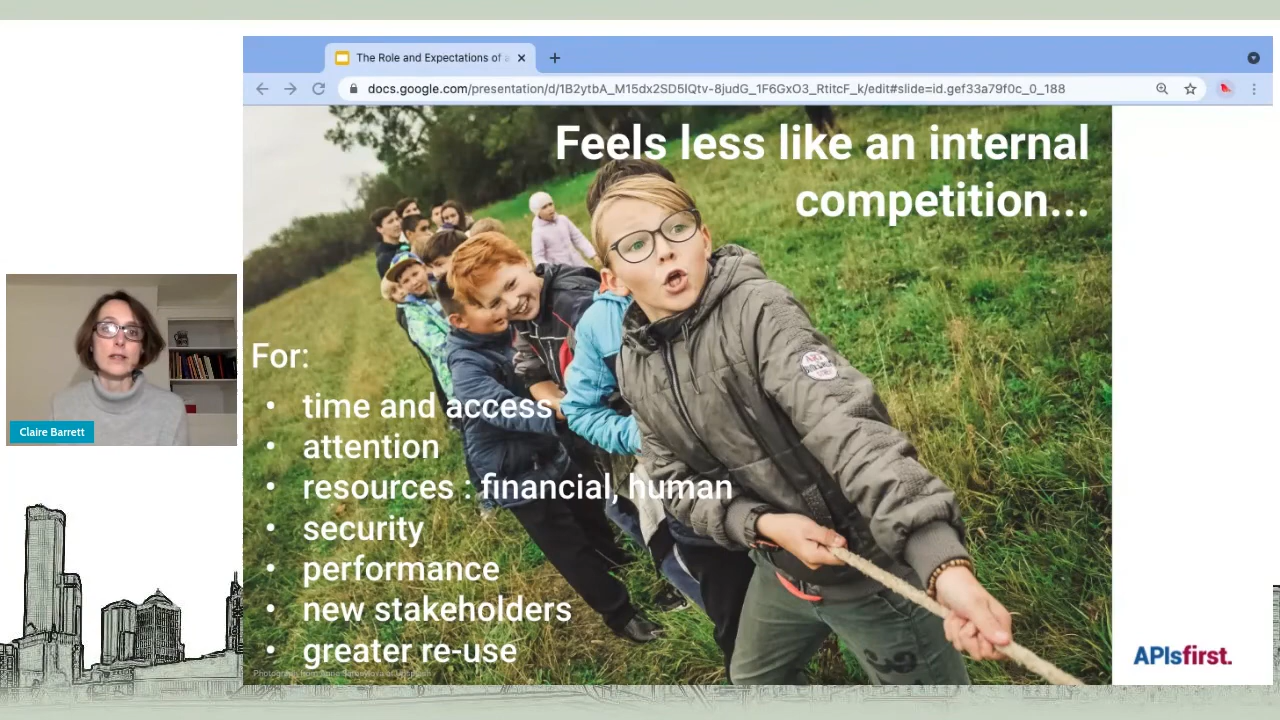 The Role and Expectations of a
docs.google.com/presentation/d/1B2ytbA_M15dx2SD5lQtv-8judG_1F6GxO3_RtitcF_k/edit#slide=id.gef33a79f0c_0_188
Feels less like an internal
competition...
For:
• time and access
• attention
• resources : financial, human
• security
• performance
• new stakeholders
• greater re-use
Claire Barrett
APIsfirst.